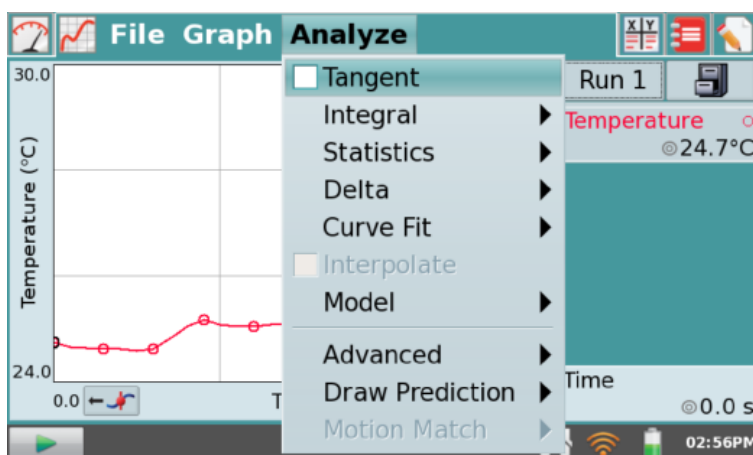 File Graph Analyze X Y
30.0
Temperature (°C)
24.0
0.0
T
Tangent
Integral
Statistics
Delta
Curve Fit
Interpolate
Model
Advanced
Draw Prediction
Motion Match
Run 1
Temperature
24.7°C
Time
0.0 s
02:56PM